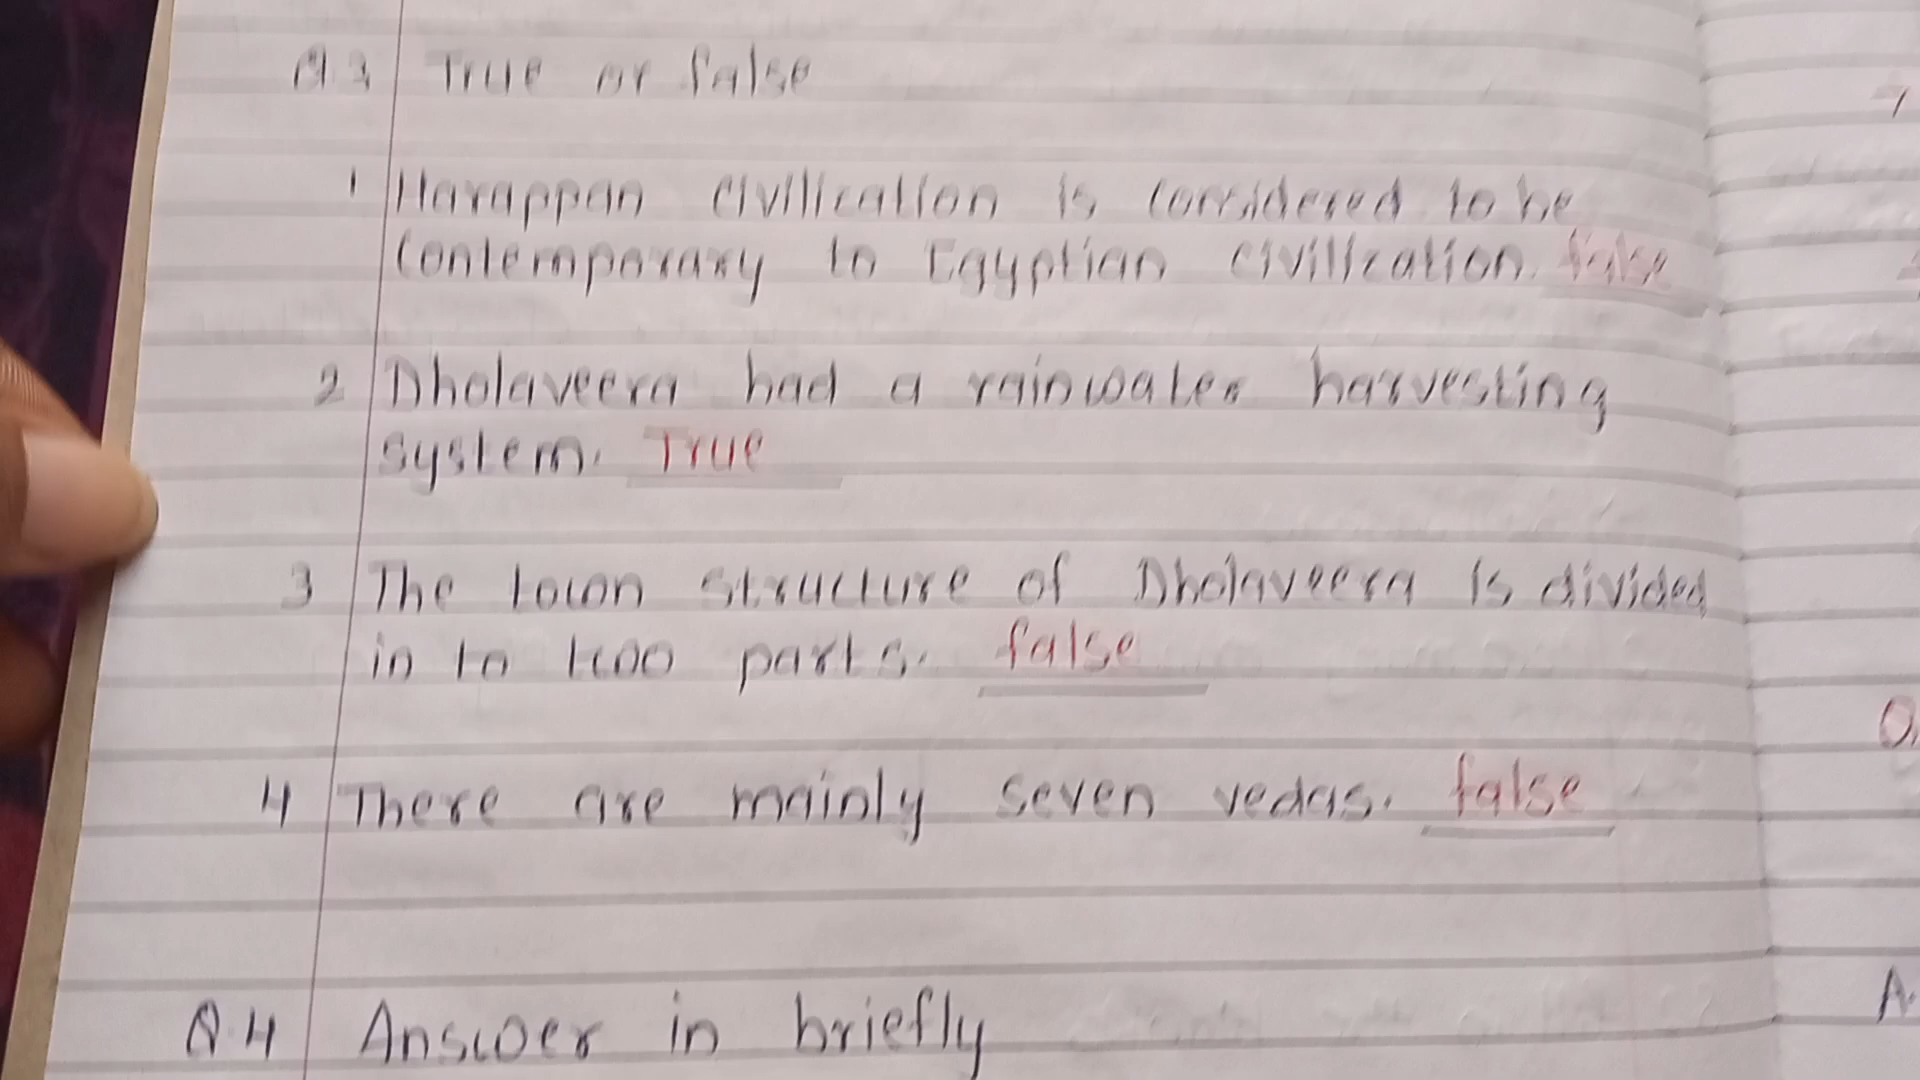 Q.3 True or false
1 Harappan civilization is considered to be
contemporary to Egyptian civilization. false
2 Dholaveera had a rainwater harvesting
system. True
3 The town structure of Dholaveera is divided
in to two parts. false
4 There are mainly seven vedas. false
Q.4 Answer in briefly